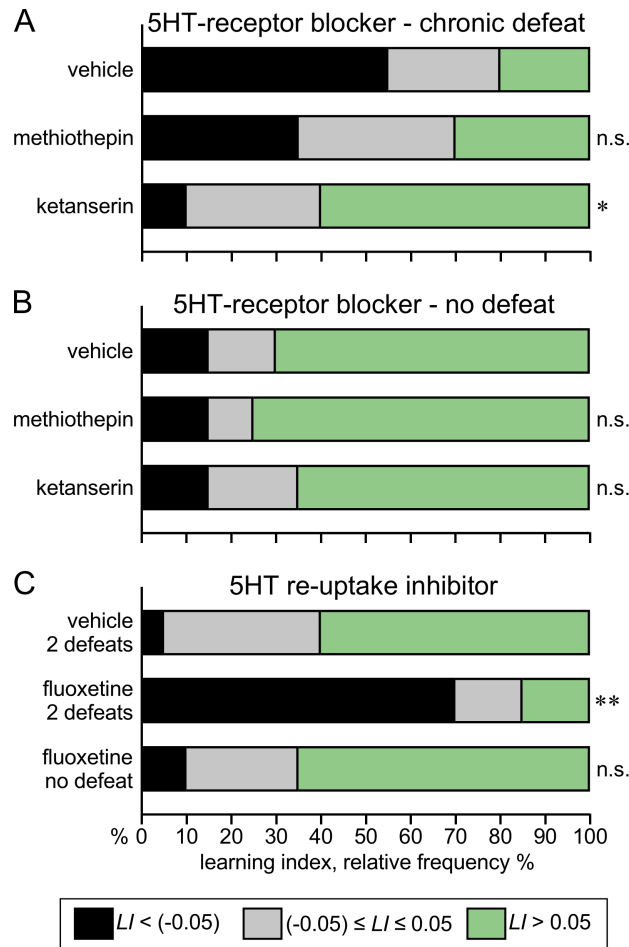 A
5HT-receptor blocker - chronic defeat
vehicle
methiothepin
n.s.
ketanserin
*
B
5HT-receptor blocker - no defeat
vehicle
methiothepin
n.s.
ketanserin
n.s.
C
5HT re-uptake inhibitor
vehicle
2 defeats
fluoxetine
2 defeats
**
fluoxetine
no defeat
n.s.
% 0 10 20 30 40 50 60 70 80 90 100
learning index, relative frequency %
LI < (-0.05) (-0.05) ≤ LI ≤ 0.05 LI > 0.05